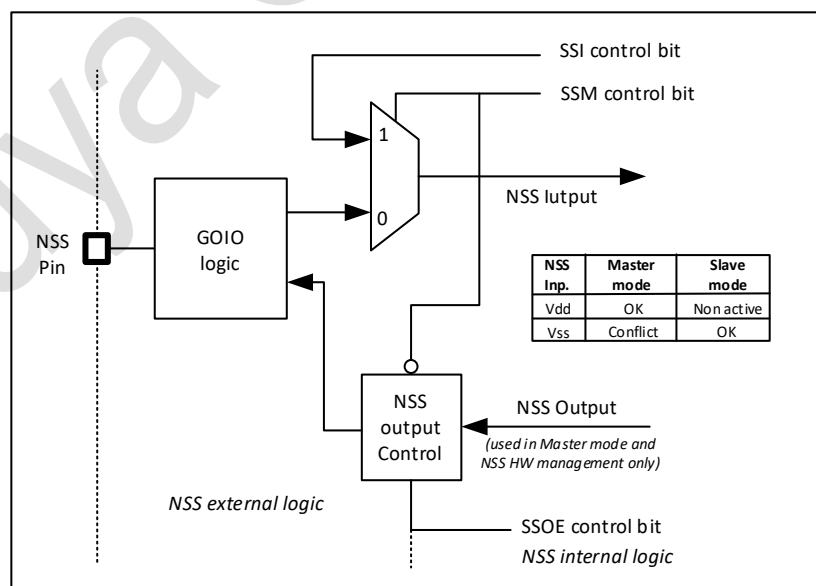 SSI control bit
SSM control bit
1
0
NSS Iutput
NSS
Pin
GOIO
logic
NSS
Inp.
Master
mode
Slave
mode
Vdd
OK
Non active
Vss
Conflict
OK
NSS
output
Control
NSS Output
(used in Master mode and
NSS HW management only)
NSS external logic
SSOE control bit
NSS internal logic